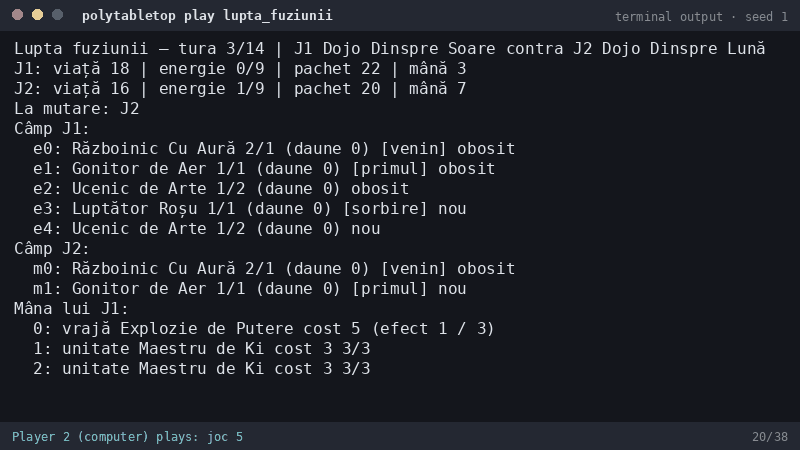 polytabletop play lupta_fuziunii
terminal output · seed 1
Lupta fuziunii — tura 3/14 | J1 Dojo Dinspre Soare contra J2 Dojo Dinspre Lună
J1: viață 18 | energie 0/9 | pachet 22 | mână 3
J2: viață 16 | energie 1/9 | pachet 20 | mână 7
La mutare: J2
Câmp J1:
e0: Războinic Cu Aură 2/1 (daune 0) [venin] obosit
e1: Gonitor de Aer 1/1 (daune 0) [primul] obosit
e2: Ucenic de Arte 1/2 (daune 0) obosit
e3: Luptător Roșu 1/1 (daune 0) [sorbire] nou
e4: Ucenic de Arte 1/2 (daune 0) nou
Câmp J2:
m0: Războinic Cu Aură 2/1 (daune 0) [venin] obosit
m1: Gonitor de Aer 1/1 (daune 0) [primul] nou
Mâna lui J1:
0: vrajă Explozie de Putere cost 5 (efect 1 / 3)
1: unitate Maestru de Ki cost 3 3/3
2: unitate Maestru de Ki cost 3 3/3
Player 2 (computer) plays: joc 5
20/38